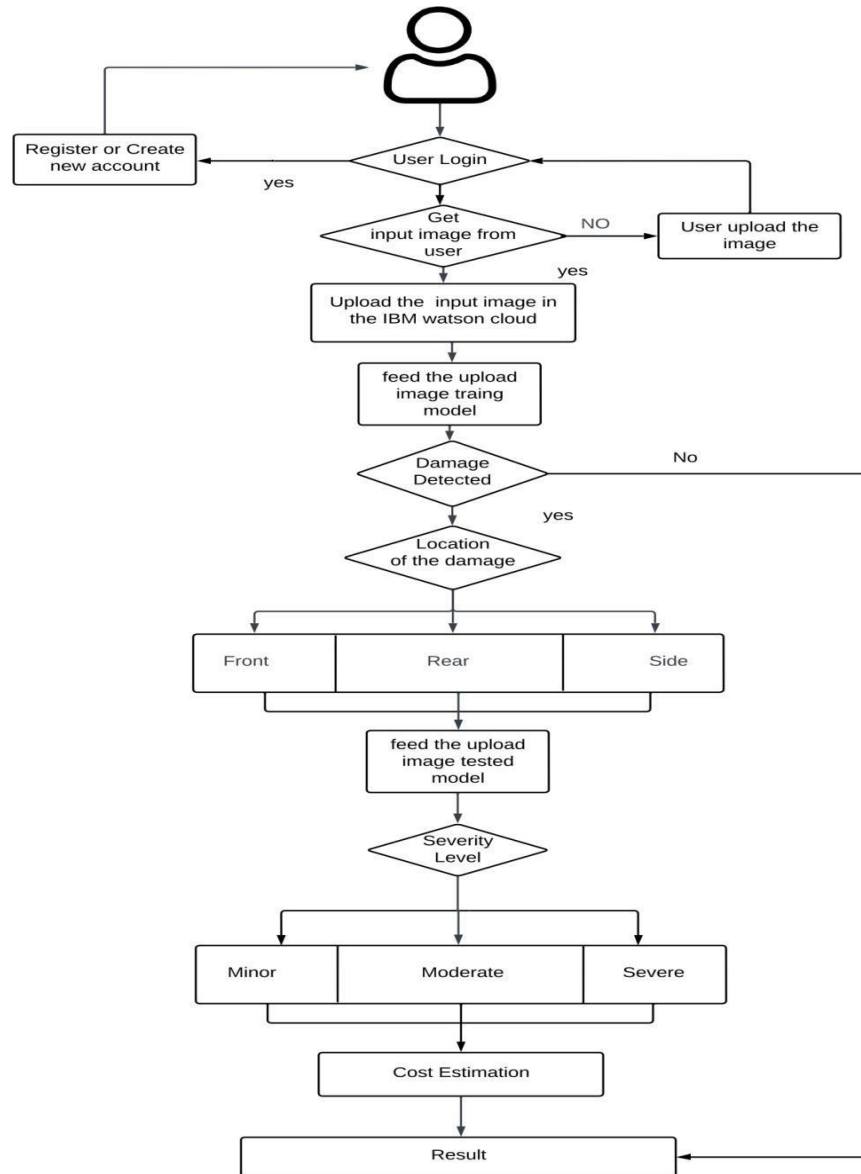 Register or Create
new account
User Login
yes
Get
input image from
user
NO
User upload the
image
yes
Upload the input image in
the IBM watson cloud
feed the upload
image traing
model
Damage
Detected
No
yes
Location
of the damage
Front
Rear
Side
feed the upload
image tested
model
Severity
Level
Minor
Moderate
Severe
Cost Estimation
Result